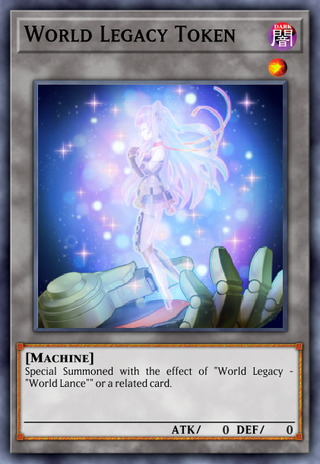 World Legacy Token
DARK
闇
[Machine]
Special Summoned with the effect of "World Legacy -
"World Lance"" or a related card.
ATK/ 0 DEF/ 0